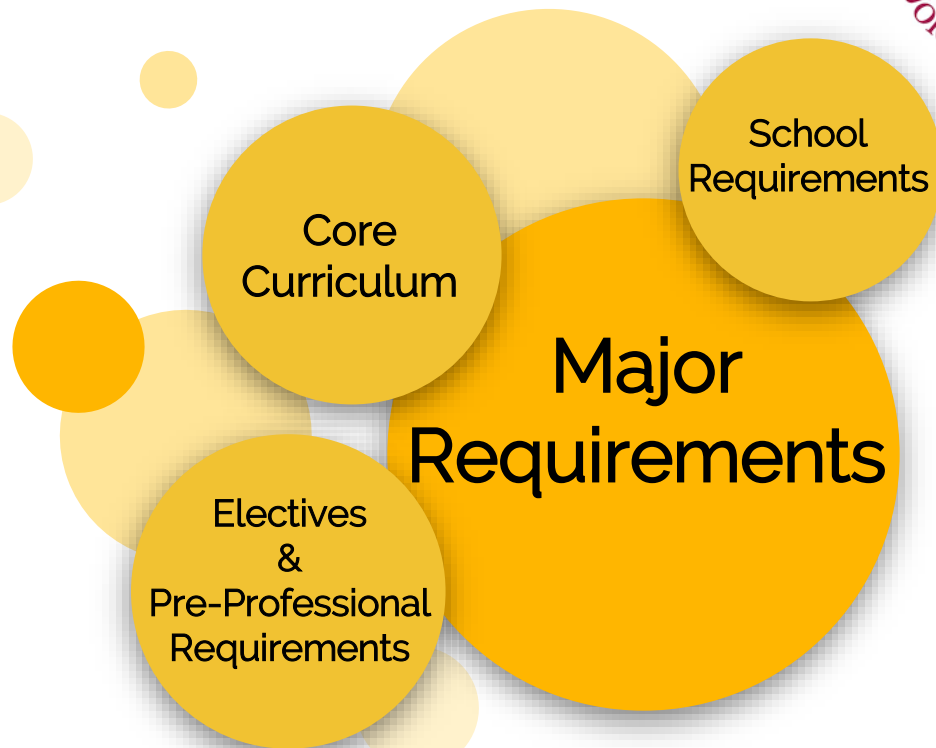 School
Requirements
Core
Curriculum
Major
Requirements
Electives
&
Pre-Professional
Requirements